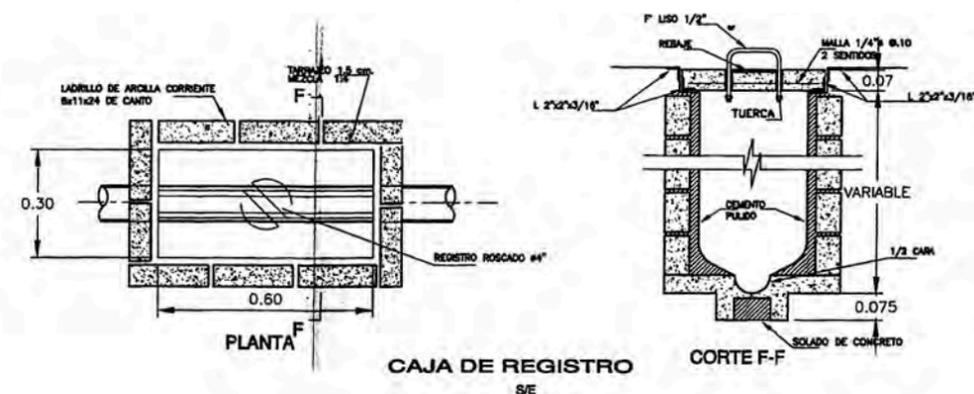 LADRILLO DE ARCILLA CORRIENTE
8x11x24 DE CANTO
TARRAJEO 1.5 cm.
MEZCLA 1:4
F
0.30
REGISTRO ROSCADO ø4"
0.60
F
PLANTA
Fº LISO 1/2"
REBAJE
MALLA 1/4"ø @.10
2 SENTIDOS
0.07
L 2"x2"x3/16"
L 2"x2"x3/16"
TUERCA
VARIABLE
CEMENTO
PULIDO
1/2 CAÑA
0.075
SOLADO DE CONCRETO
CORTE F-F
CAJA DE REGISTRO
S/E